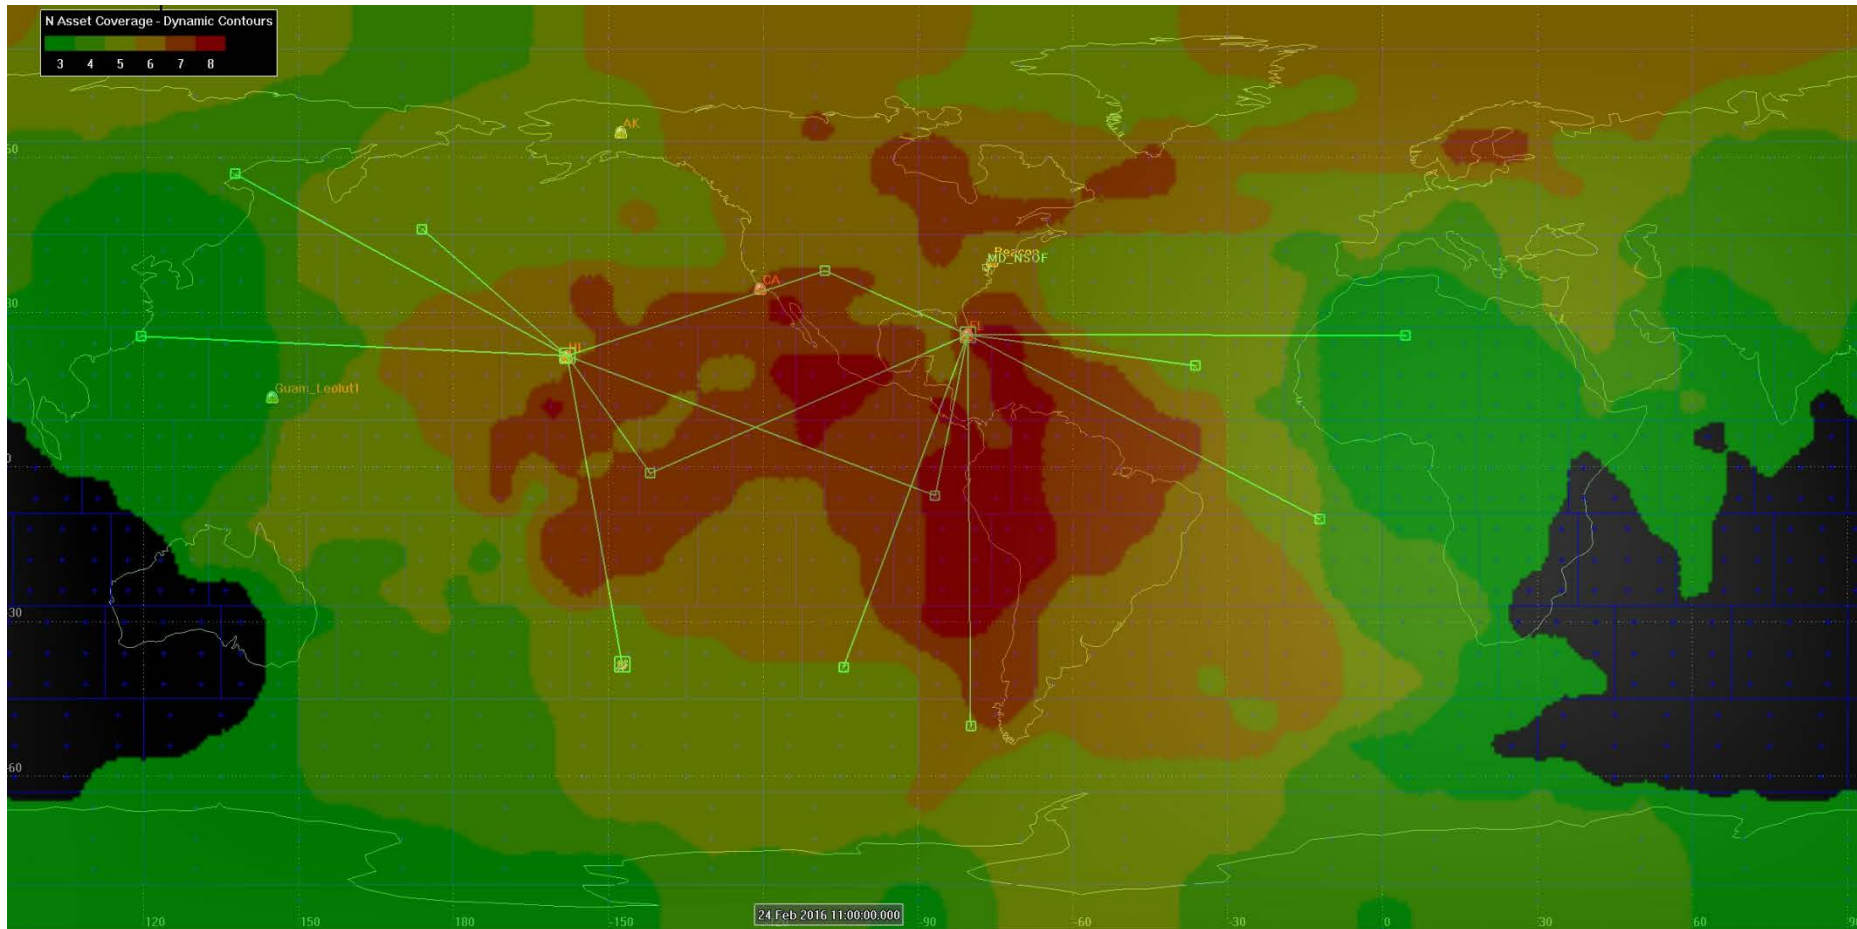 N Asset Coverage - Dynamic Contours
3 4 5 6 7 8
AK
60
Beacon
MD_NSOF
CA
30
FL
HI
Guam_Leolut1
0
-30
-60
24 Feb 2016 11:00:00.000
120 150 180 -150 -90 -60 -30 0 30 60